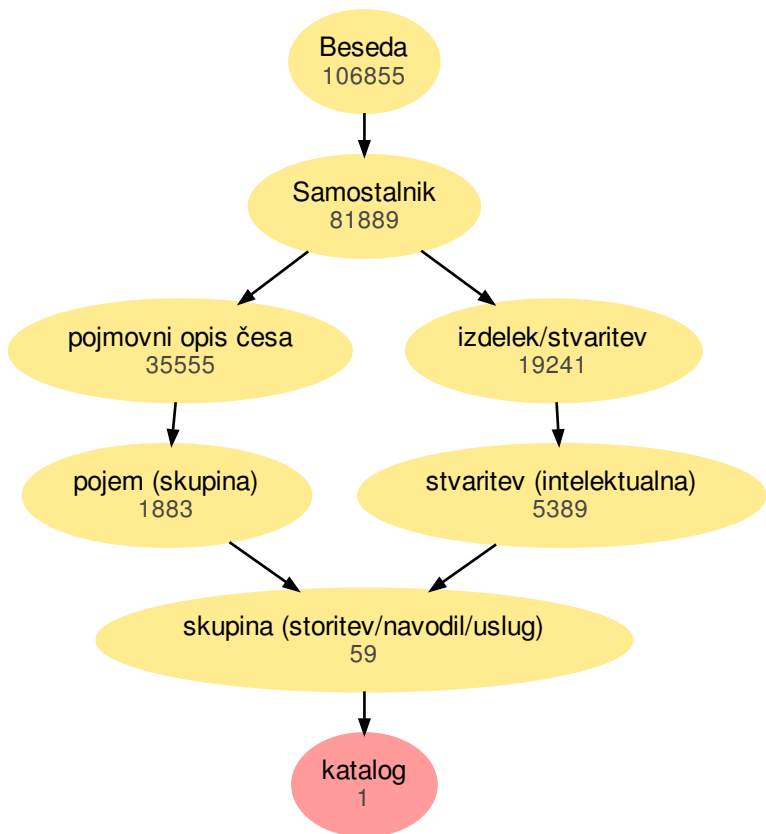 Beseda
106855
Samostalnik
81889
pojmovni opis česa
35555
izdelek/stvaritev
19241
pojem (skupina)
1883
stvaritev (intelektualna)
5389
skupina (storitev/navodil/uslug)
59
katalog
1